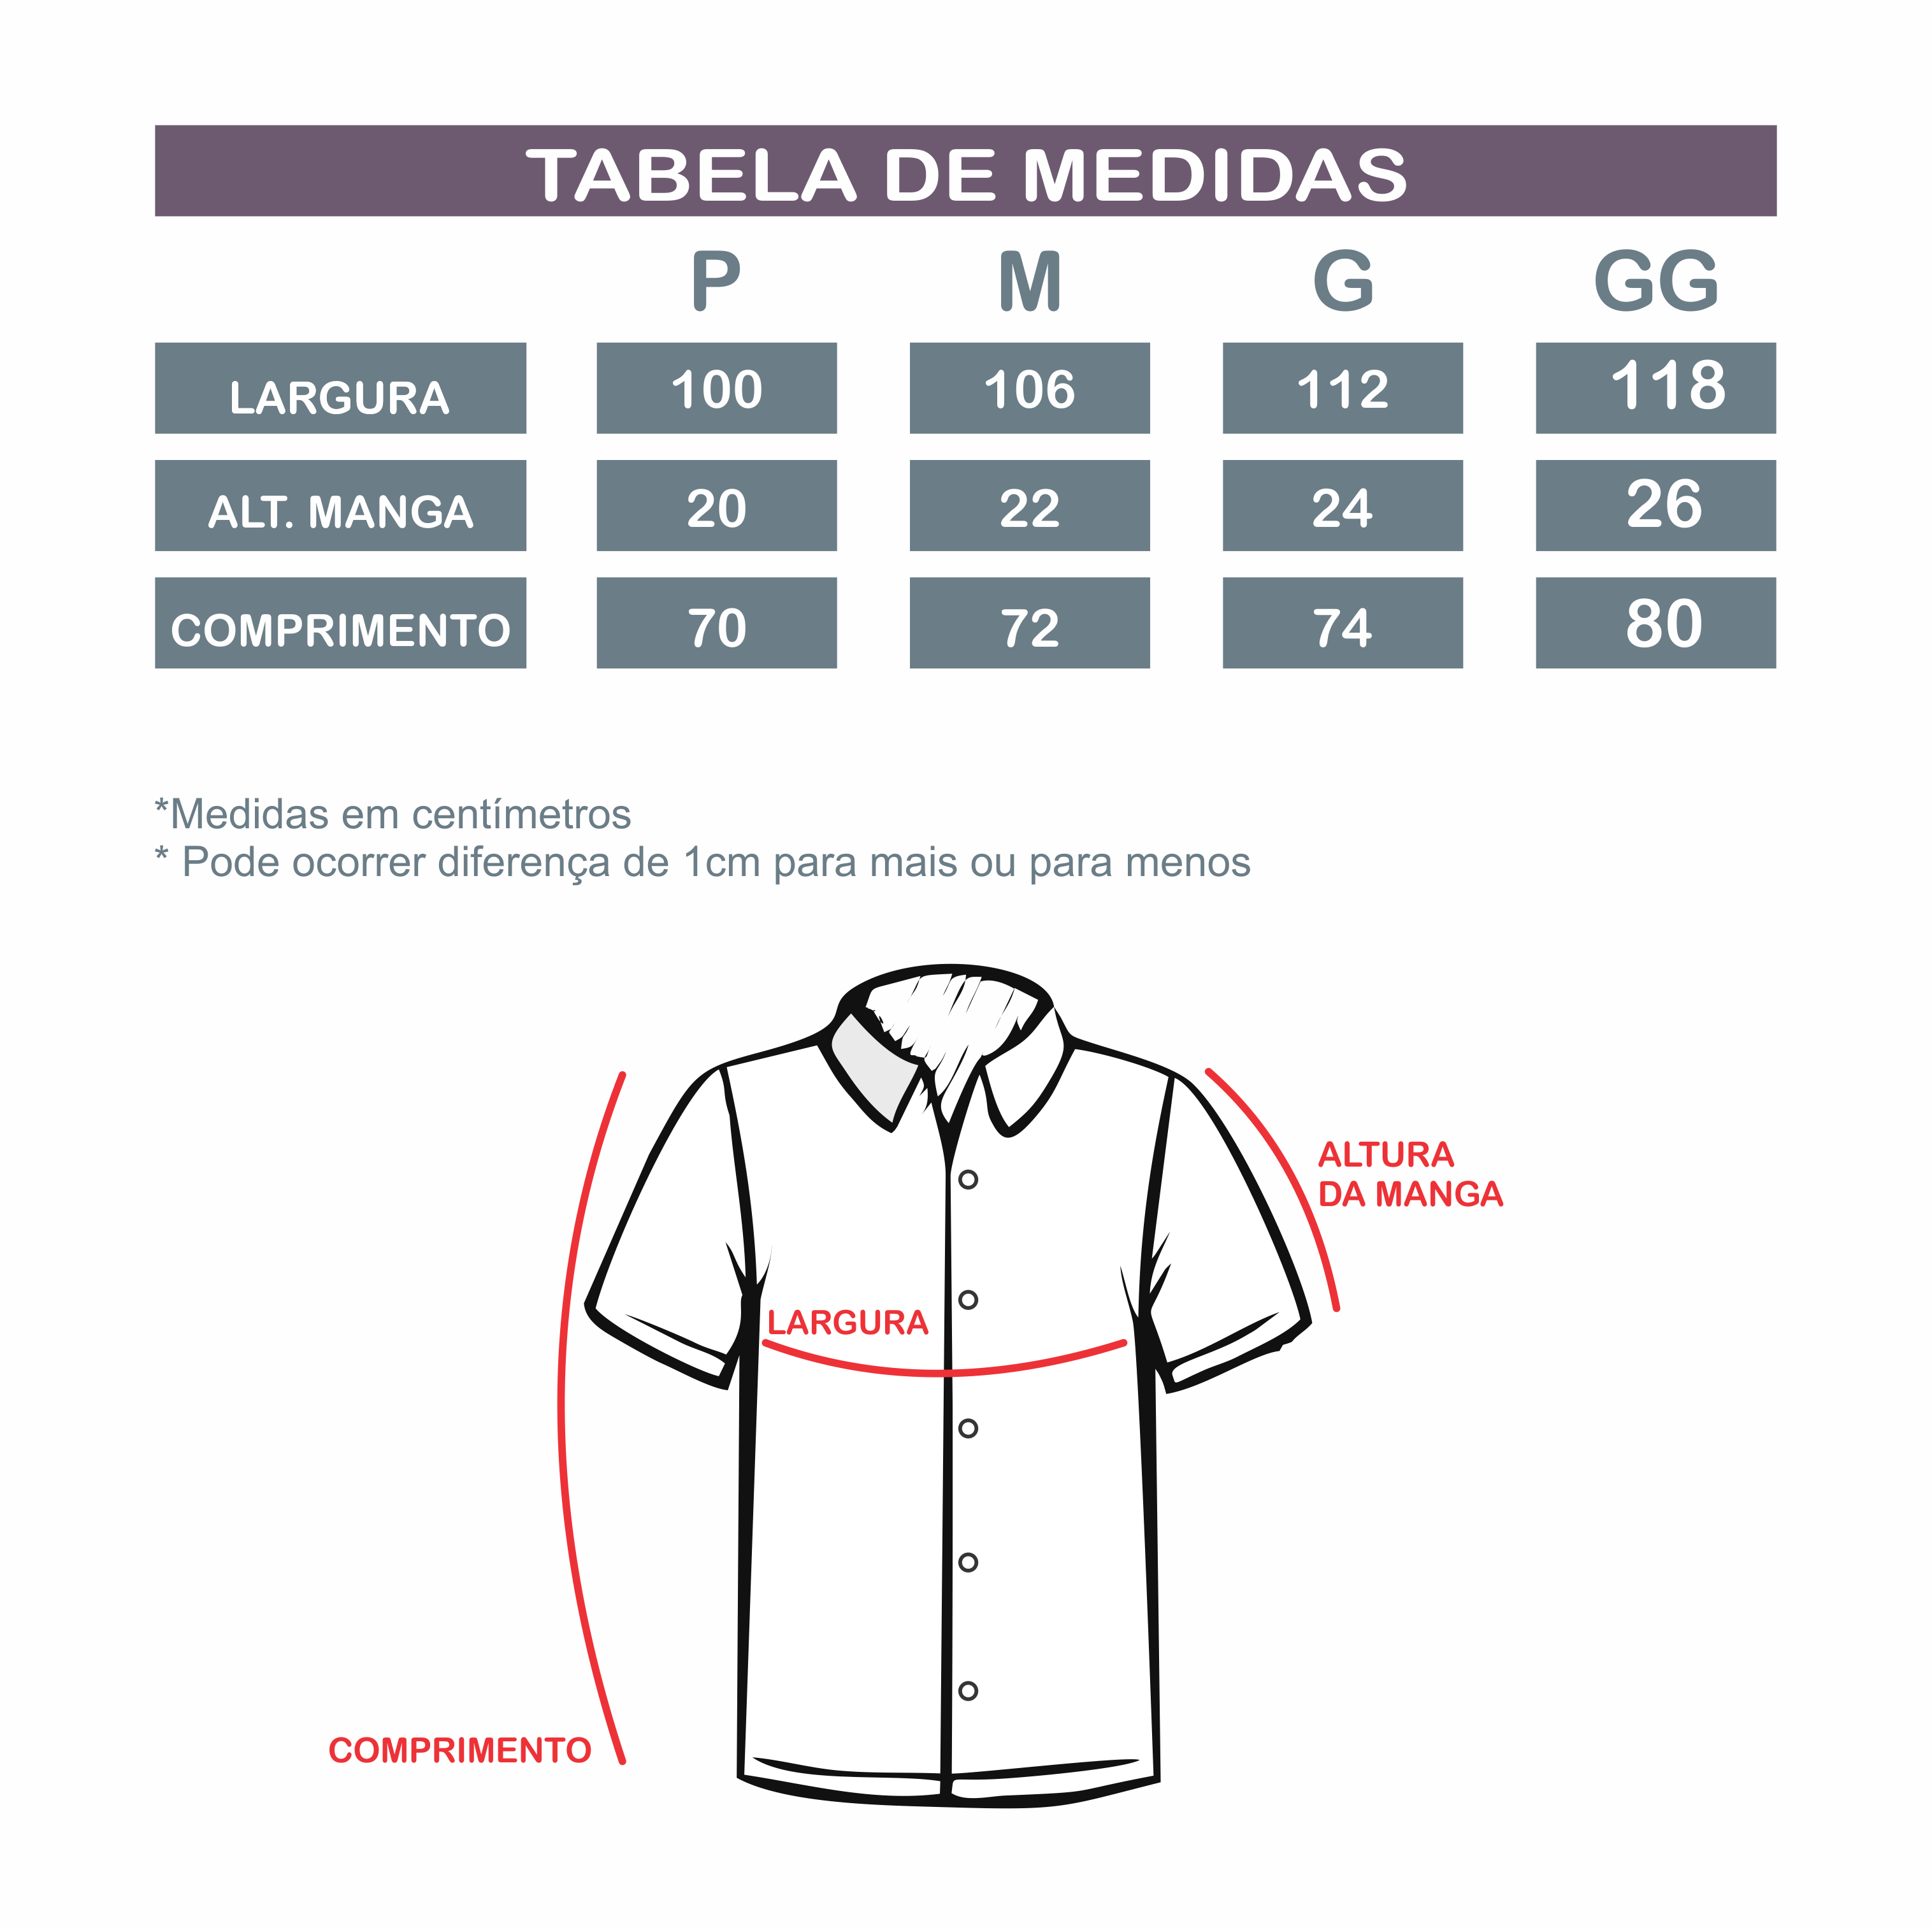 TABELA DE MEDIDAS
P M G GG
LARGURA 100 106 112 118
ALT. MANGA 20 22 24 26
COMPRIMENTO 70 72 74 80
*Medidas em centímetros
* Pode ocorrer diferença de 1cm para mais ou para menos
ALTURA
DA MANGA
LARGURA
COMPRIMENTO